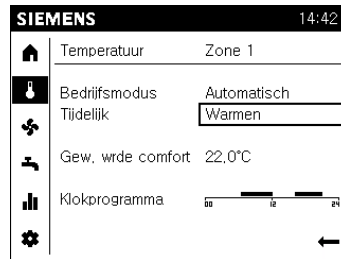 SIEMENS 14:42
Temperatuur Zone 1
Bedrijfsmodus Automatisch
Tijdelijk Warmen
Gew, wrde comfort 22,0°C
Klokprogramma
00 12 24